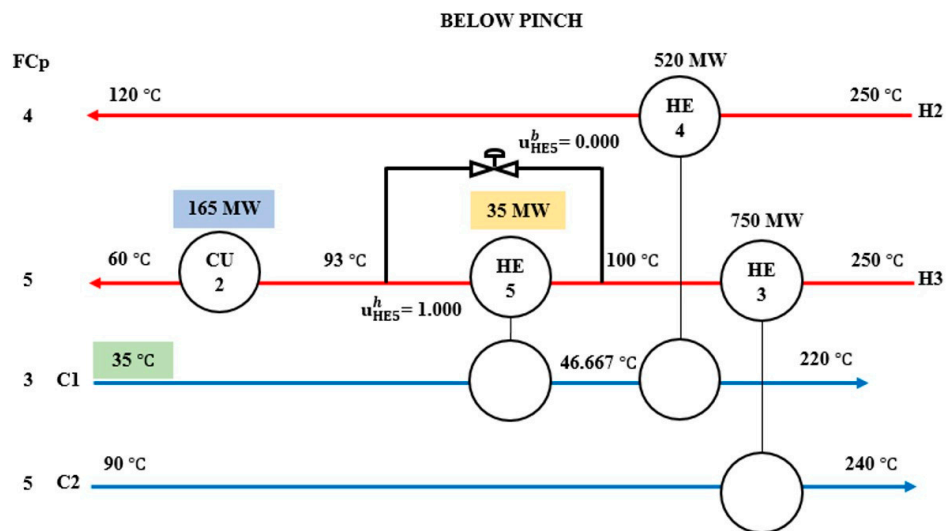 BELOW PINCH
FCp
520 MW
4
120 °C
HE
4
250 °C
H2
u^b_HE5 = 0.000
165 MW
35 MW
750 MW
5
60 °C
CU
2
93 °C
HE
5
100 °C
HE
3
250 °C
H3
u^h_HE5 = 1.000
35 °C
3
C1
46.667 °C
220 °C
5
C2
90 °C
240 °C